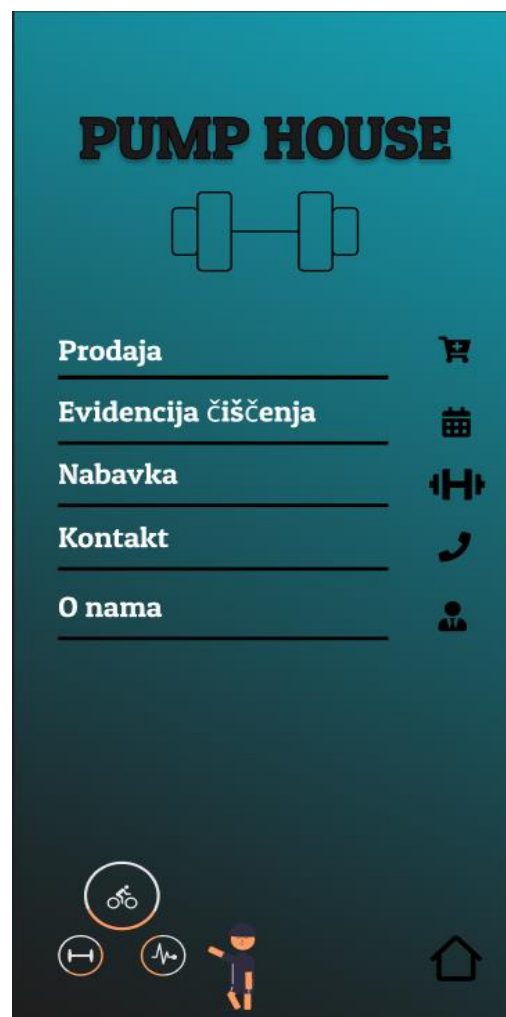 PUMP HOUSE
Prodaja
Evidencija čiščenja
Nabavka
Kontakt
O nama